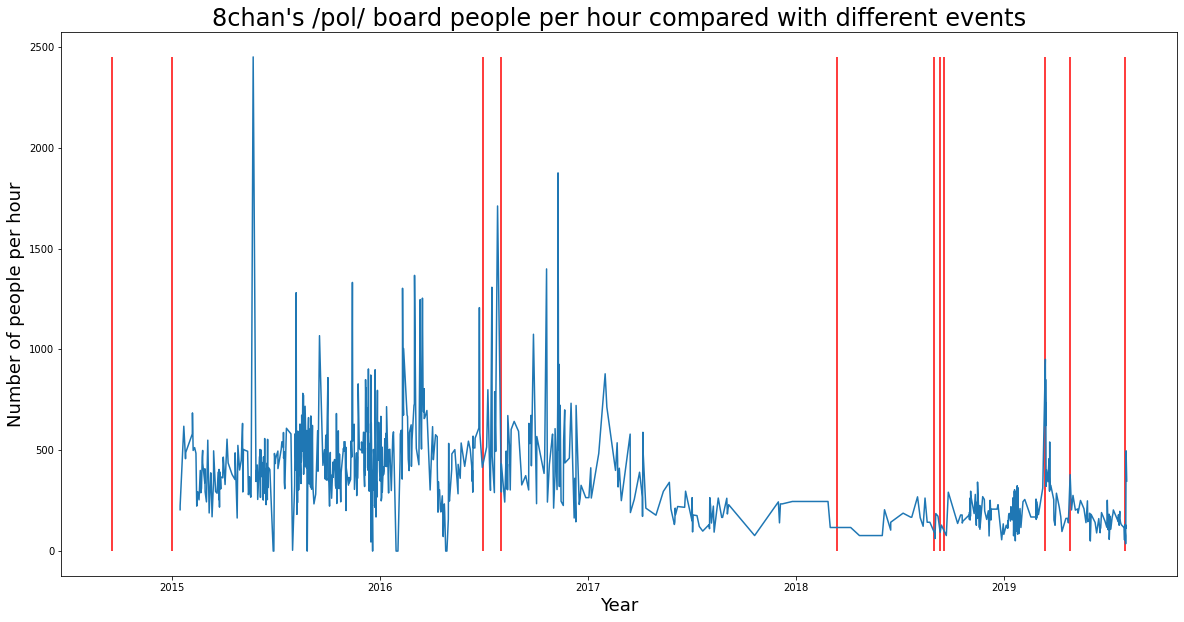 8chan's /pol/ board people per hour compared with different events
Number of people per hour
2500
2000
1500
1000
500
0
2015 2016 2017 2018 2019
Year